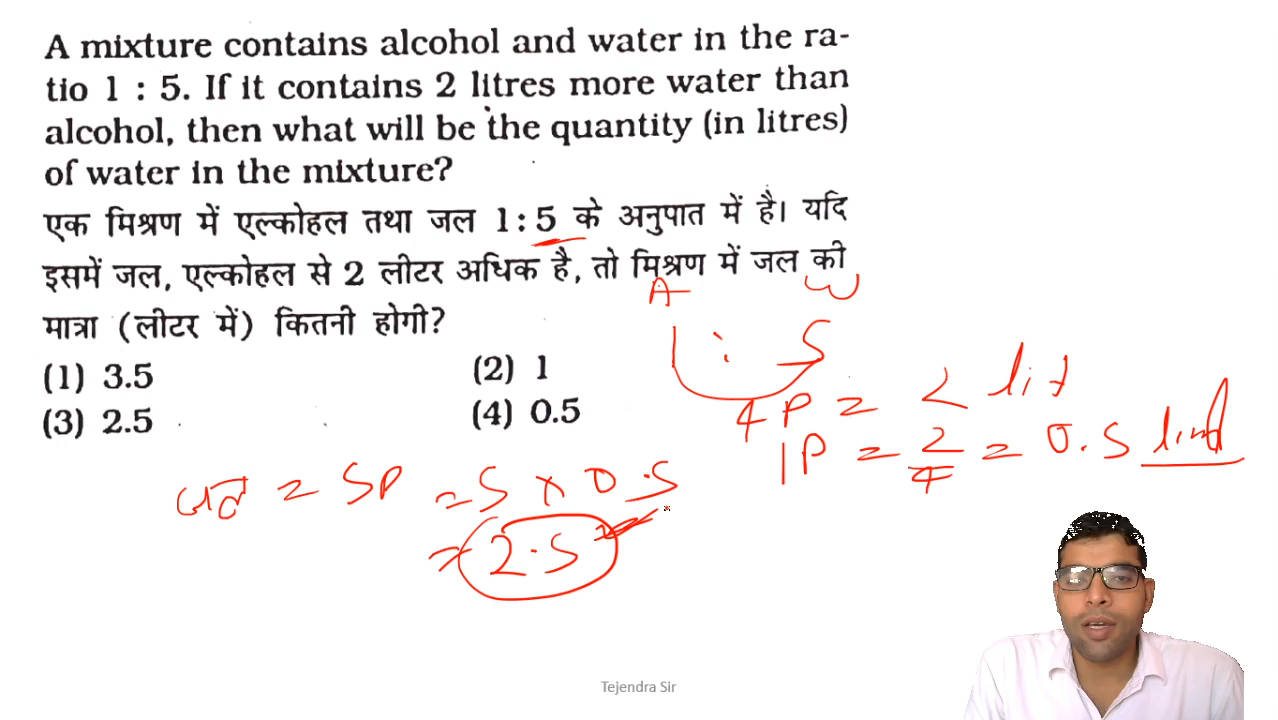 A mixture contains alcohol and water in the ra-
tio 1 : 5. If it contains 2 litres more water than
alcohol, then what will be the quantity (in litres)
of water in the mixture?
एक मिश्रण में एल्कोहल तथा जल 1 : 5 के अनुपात में है। यदि
इसमें जल, एल्कोहल से 2 लीटर अधिक है, तो मिश्रण में जल की
मात्रा (लीटर में) कितनी होगी?
(1) 3.5 (2) 1
(3) 2.5 (4) 0.5
A W
1 : 5
4P = 2 lit
1P = 2/4 = 0.5
जल = 5P = 5 × 0.5
= 2.5
Tejendra Sir